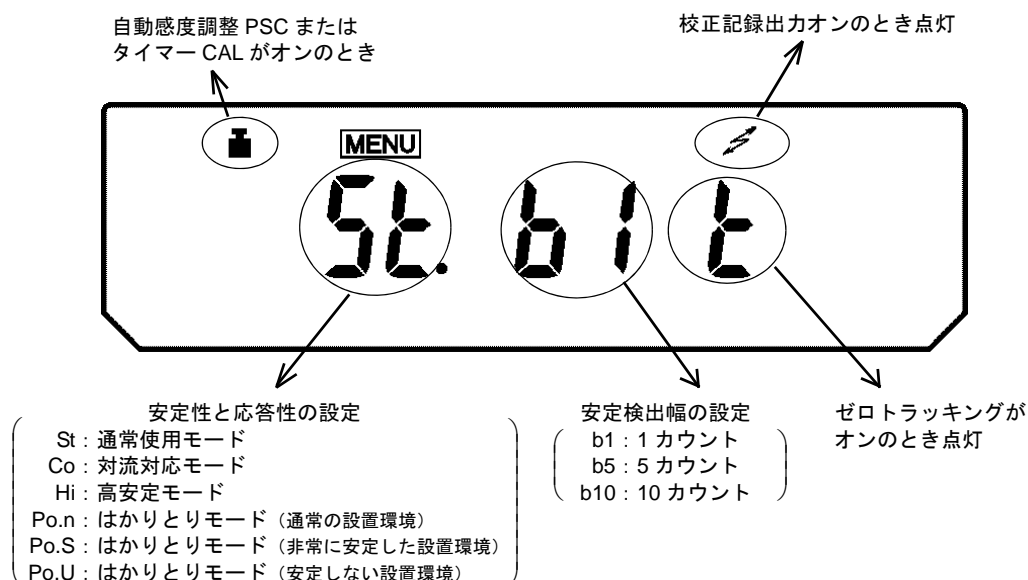 自動感度調整 PSC または
タイマー CAL がオンのとき
校正記録出力オンのとき点灯
MENU
St. b1 t
安定性と応答性の設定
St : 通常使用モード
Co : 対流対応モード
Hi : 高安定モード
Po.n : はかりとりモード（通常の設置環境）
Po.S : はかりとりモード（非常に安定した設置環境）
Po.U : はかりとりモード（安定しない設置環境）
安定検出幅の設定
b1 : 1 カウント
b5 : 5 カウント
b10 : 10 カウント
ゼロトラッキングが
オンのとき点灯